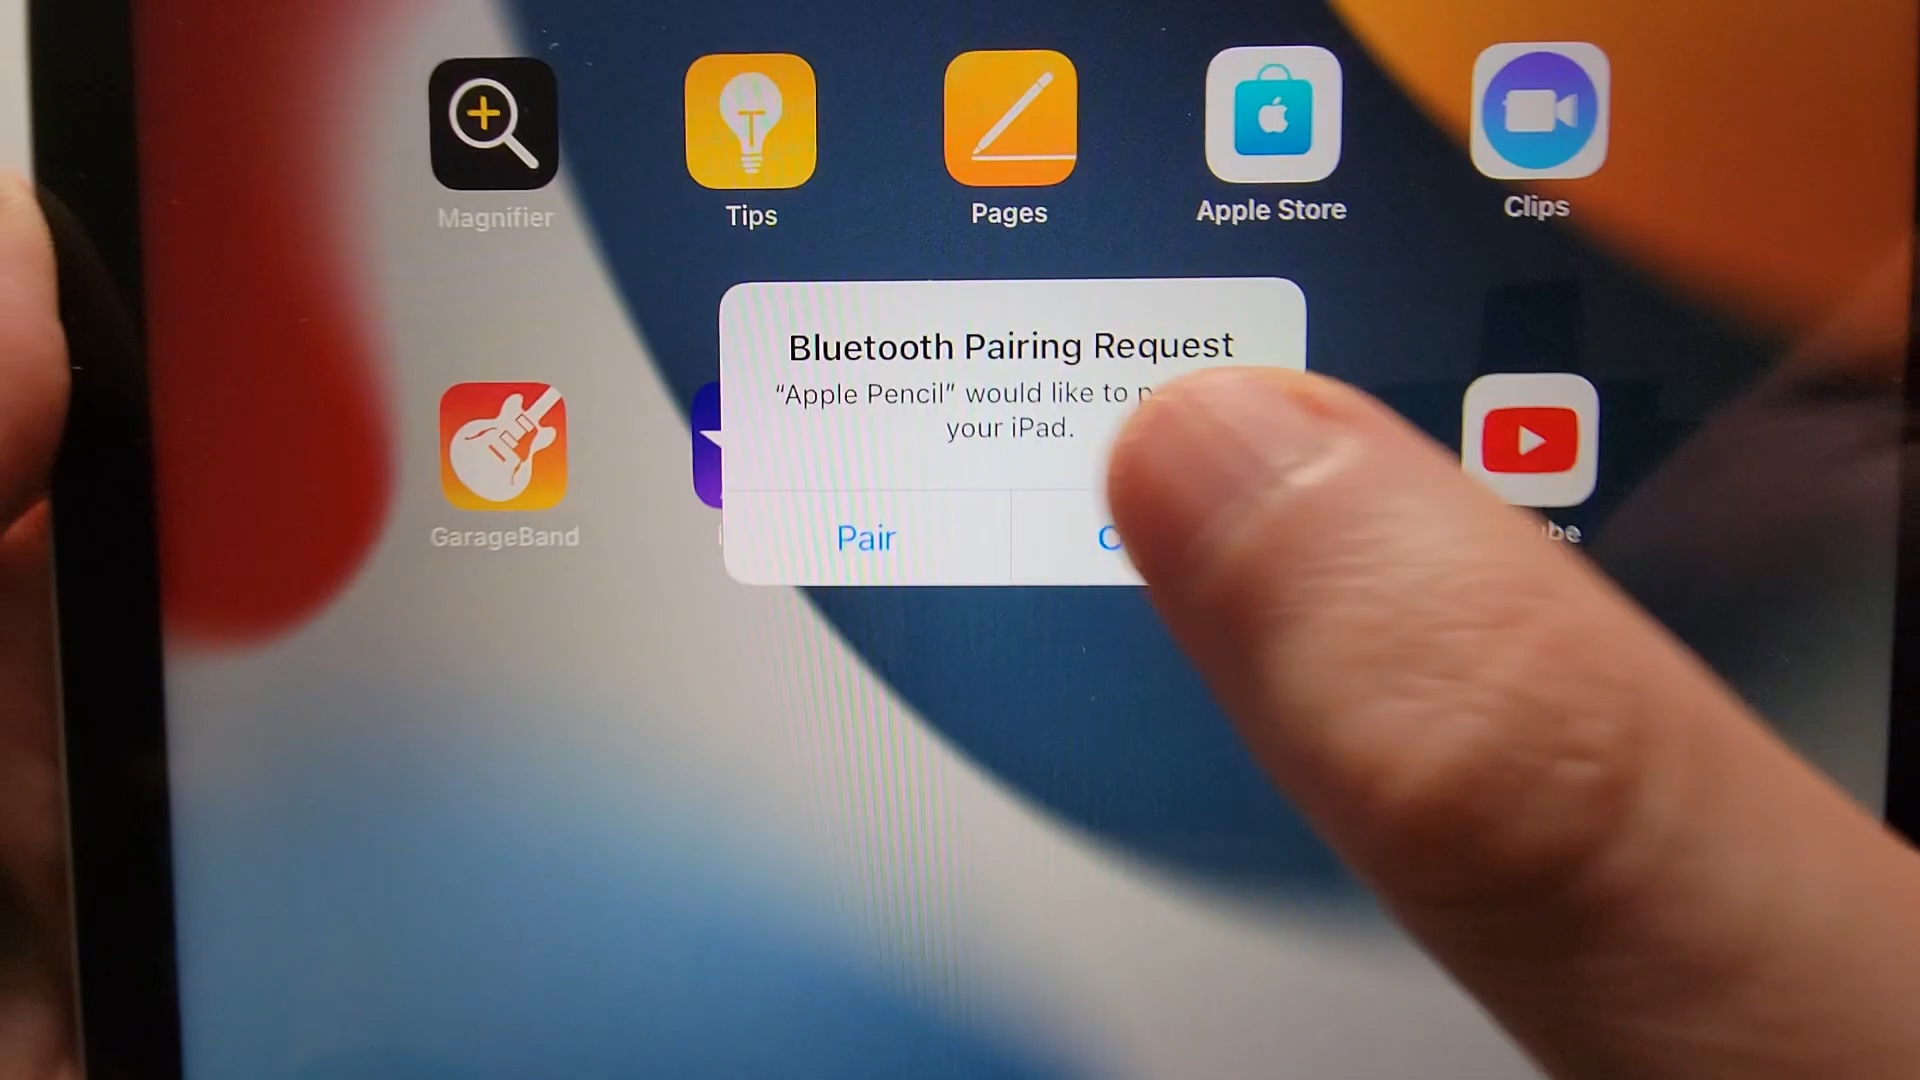 Magnifier
Tips
Pages
Apple Store
Clips
Bluetooth Pairing Request
"Apple Pencil" would like to
your iPad.
GarageBand
Pair